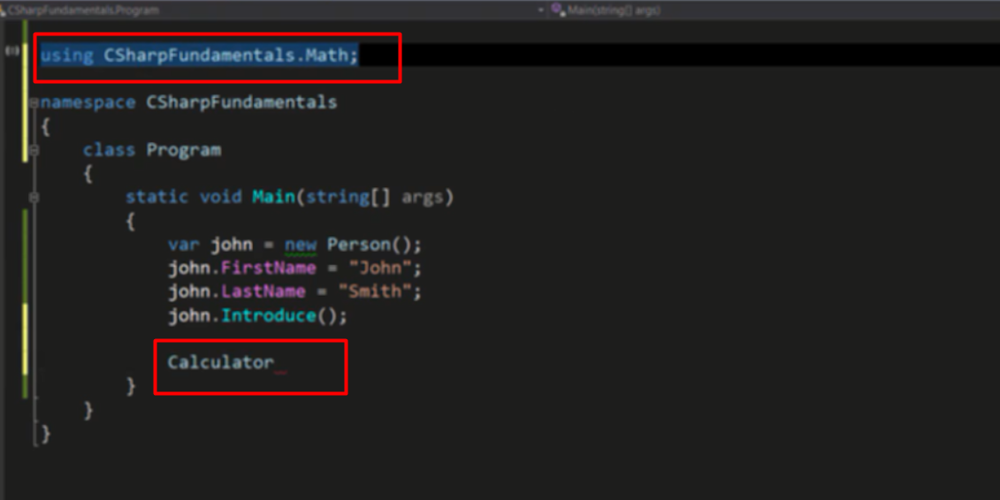 CSharpFundamentals.Program Main(string[] args)
using CSharpFundamentals.Math;
namespace CSharpFundamentals
{
class Program
{
static void Main(string[] args)
{
var john = new Person();
john.FirstName = "John";
john.LastName = "Smith";
john.Introduce();
Calculator
}
}
}